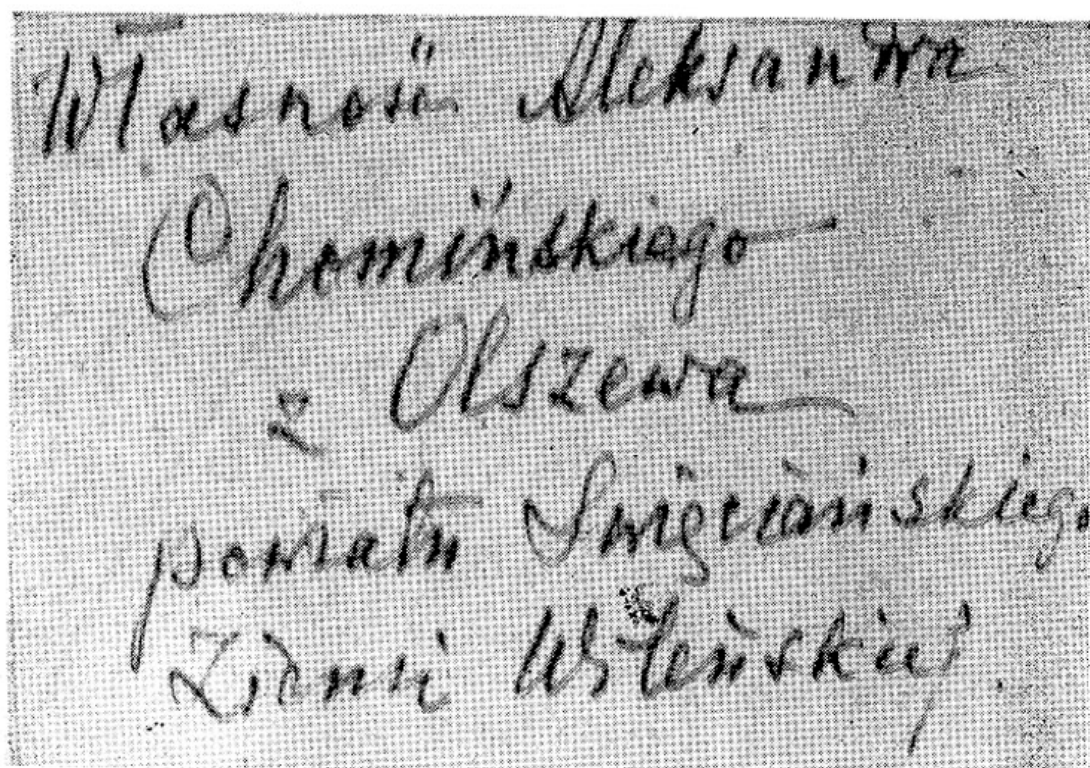 Własność Aleksandra
Chomińskiego
z Olszewa
powiatu Święciańskiego
Ziemi Wileńskiej.